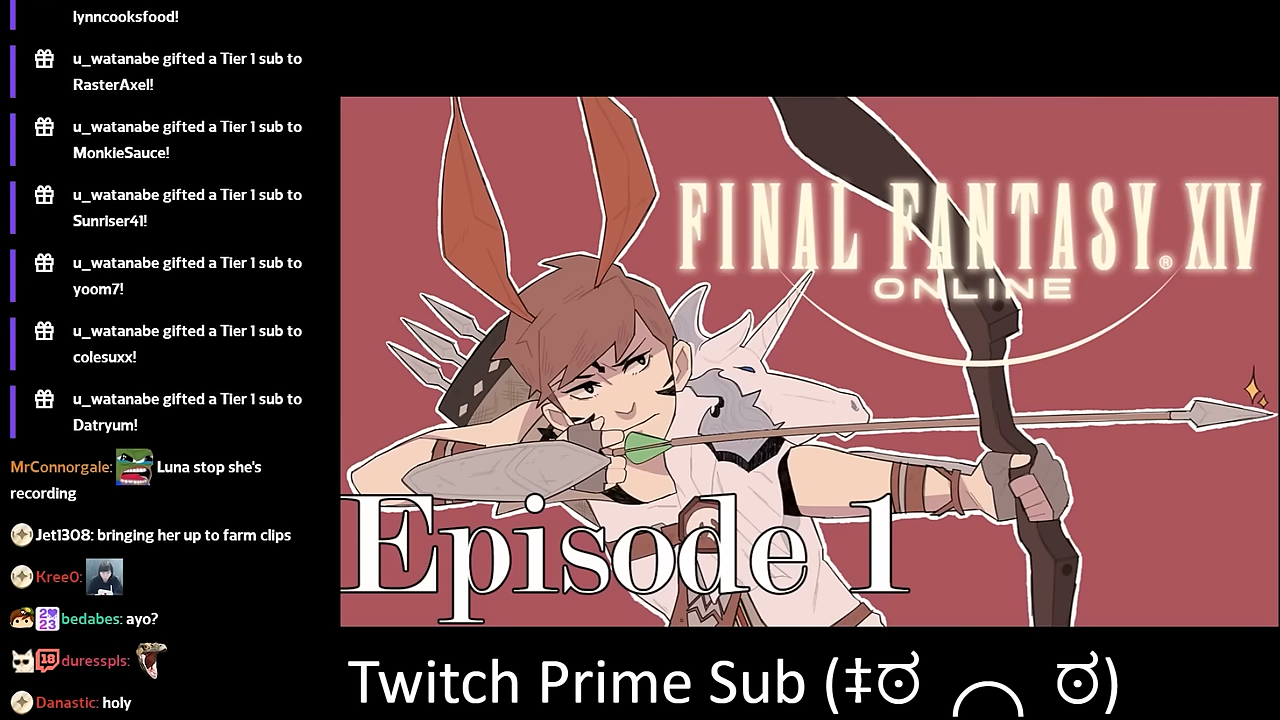 lynncooksfood!
u_watanabe gifted a Tier 1 sub to
RasterAxel!
u_watanabe gifted a Tier 1 sub to
MonkieSauce!
u_watanabe gifted a Tier 1 sub to
Sunriser41!
u_watanabe gifted a Tier 1 sub to
yoom7!
u_watanabe gifted a Tier 1 sub to
colesuxx!
u_watanabe gifted a Tier 1 sub to
Datryum!
MrConnorgale: Luna stop she's
recording
Jet1308: bringing her up to farm clips
Kree0:
2023
bedabes: ayo?
18
duresspls:
Danastic: holy
FINAL FANTASY® XIV
ONLINE
Episode 1
Twitch Prime Sub (‡ಠ ╭╮ ಠ)